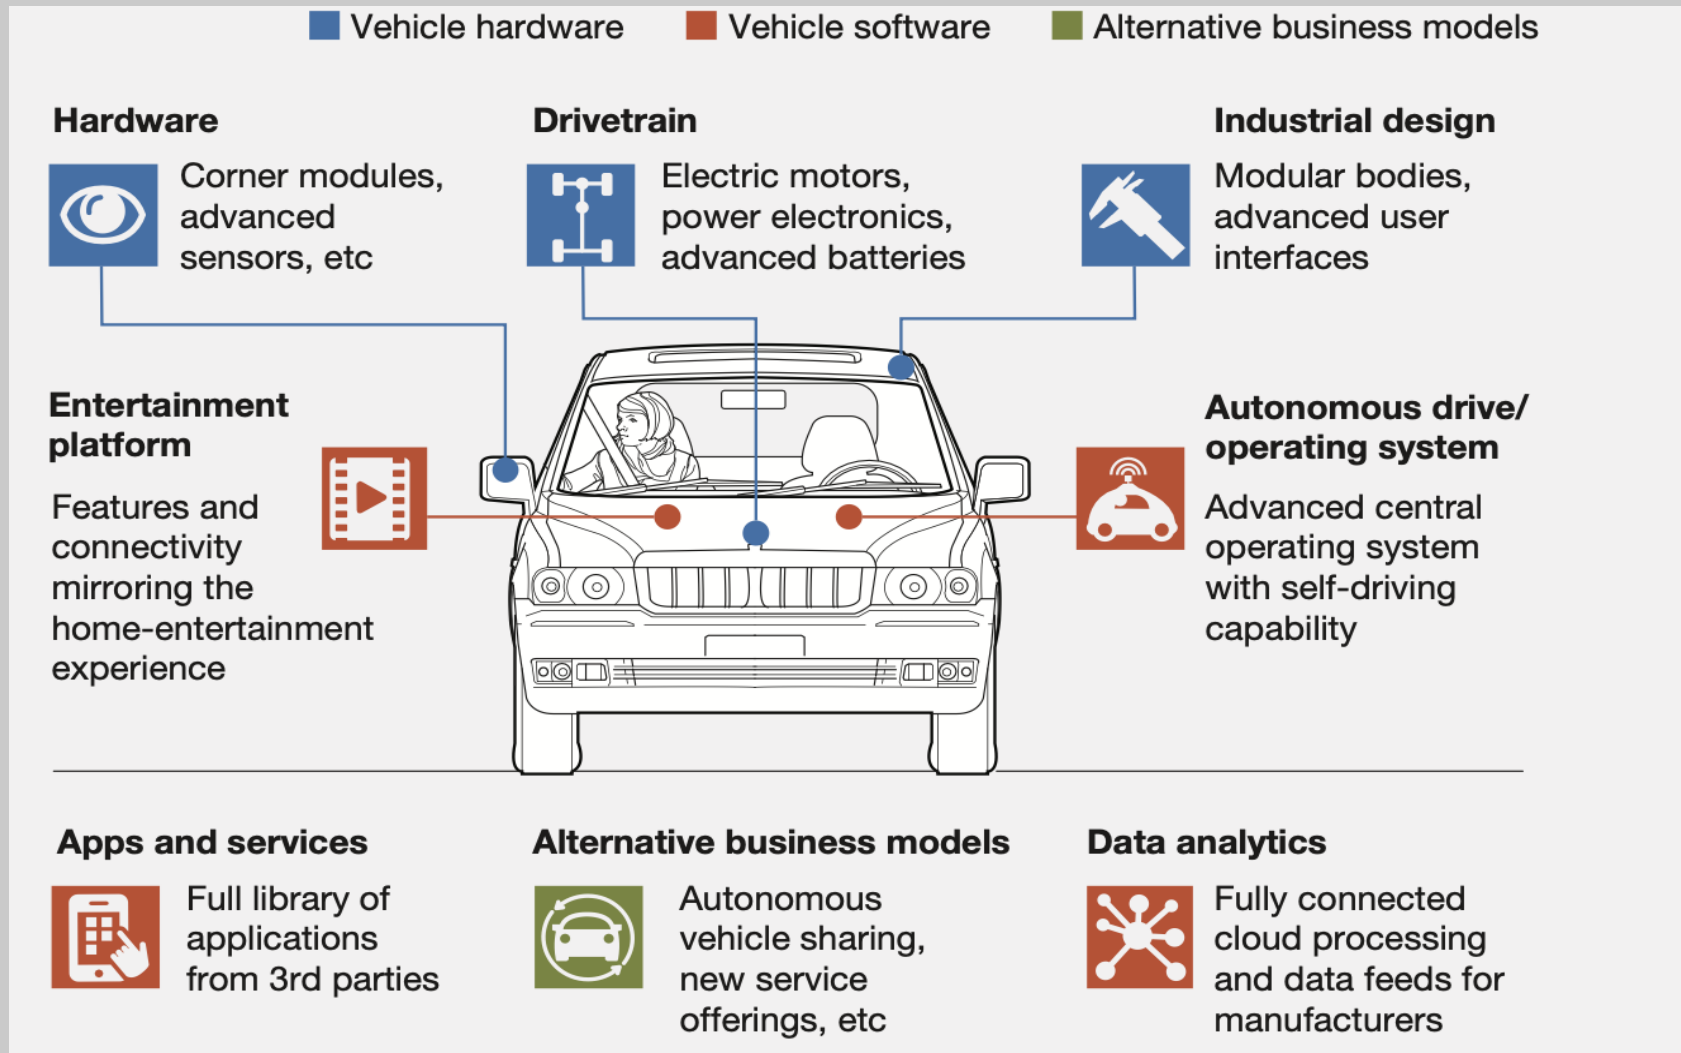 Vehicle hardware
Vehicle software
Alternative business models
Hardware
Corner modules,
advanced
sensors, etc
Drivetrain
Electric motors,
power electronics,
advanced batteries
Industrial design
Modular bodies,
advanced user
interfaces
Entertainment
platform
Features and
connectivity
mirroring the
home-entertainment
experience
Autonomous drive/
operating system
Advanced central
operating system
with self-driving
capability
Apps and services
Full library of
applications
from 3rd parties
Alternative business models
Autonomous
vehicle sharing,
new service
offerings, etc
Data analytics
Fully connected
cloud processing
and data feeds for
manufacturers